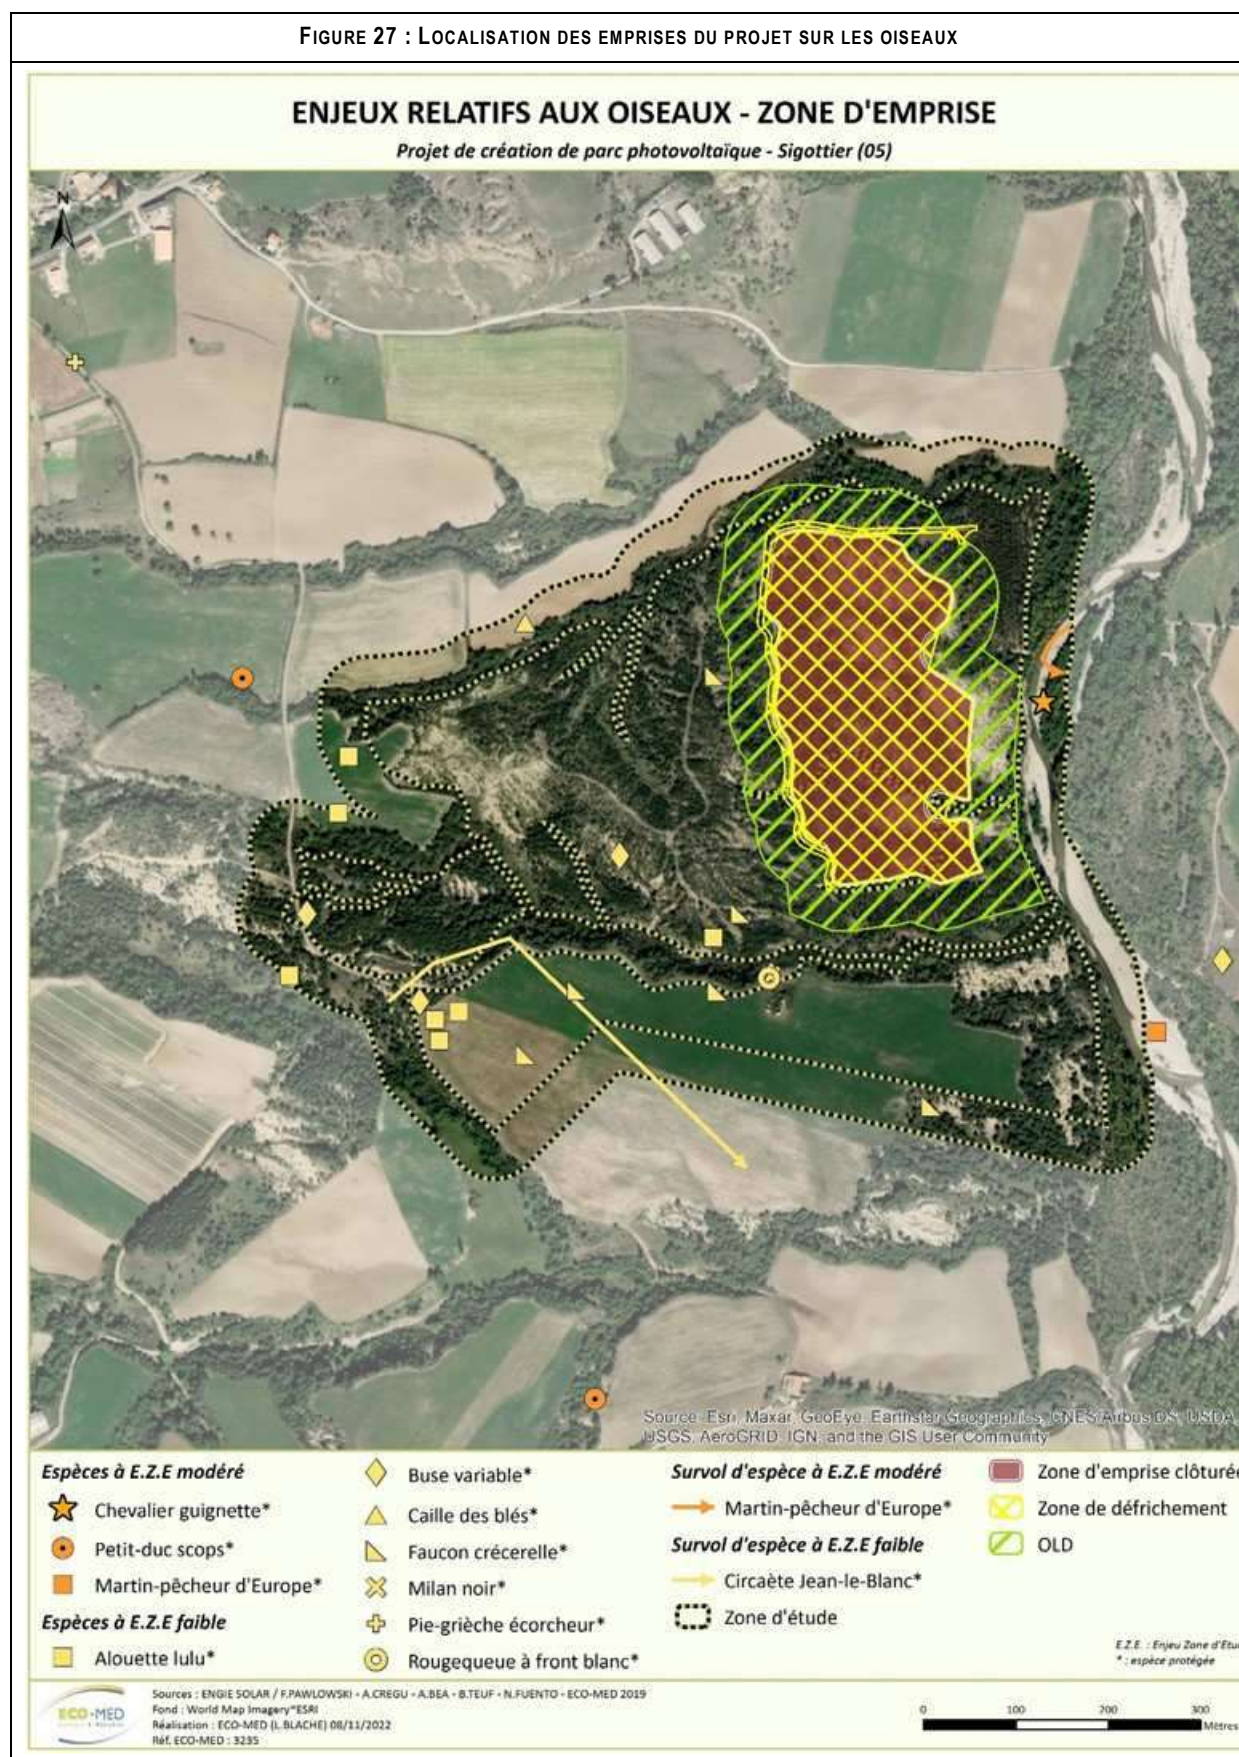 FIGURE 27 : LOCALISATION DES EMPRISES DU PROJET SUR LES OISEAUX
ENJEUX RELATIFS AUX OISEAUX - ZONE D'EMPRISE
Projet de création de parc photovoltaïque - Sigottier (05)
N
Source: Esri, Maxar, GeoEye, Earthstar Geographics, CNES/Airbus DS, USDA,
USGS, AeroGRID, IGN, and the GIS User Community
Espèces à E.Z.E modéré
Chevalier guignette*
Petit-duc scops*
Martin-pêcheur d'Europe*
Espèces à E.Z.E faible
Alouette lulu*
Buse variable*
Caille des blés*
Faucon crécerelle*
Milan noir*
Pie-grièche écorcheur*
Rougequeue à front blanc*
Survol d'espèce à E.Z.E modéré
Martin-pêcheur d'Europe*
Survol d'espèce à E.Z.E faible
Circaète Jean-le-Blanc*
Zone d'étude
Zone d'emprise clôturée
Zone de défrichement
OLD
E.Z.E. : Enjeu Zone d'Etu
* : espèce protégée
ECO-MED
Sources : ENGIE SOLAR / F.PAWLOWSKI - A.CREGU - A.BEA - B.TEUF - N.FUENTO - ECO-MED 2019
Fond : World Map Imagery®ESRI
Réalisation : ECO-MED (L.BLACHE) 08/11/2022
Réf. ECO-MED : 3235
0 100 200 300
Mètres